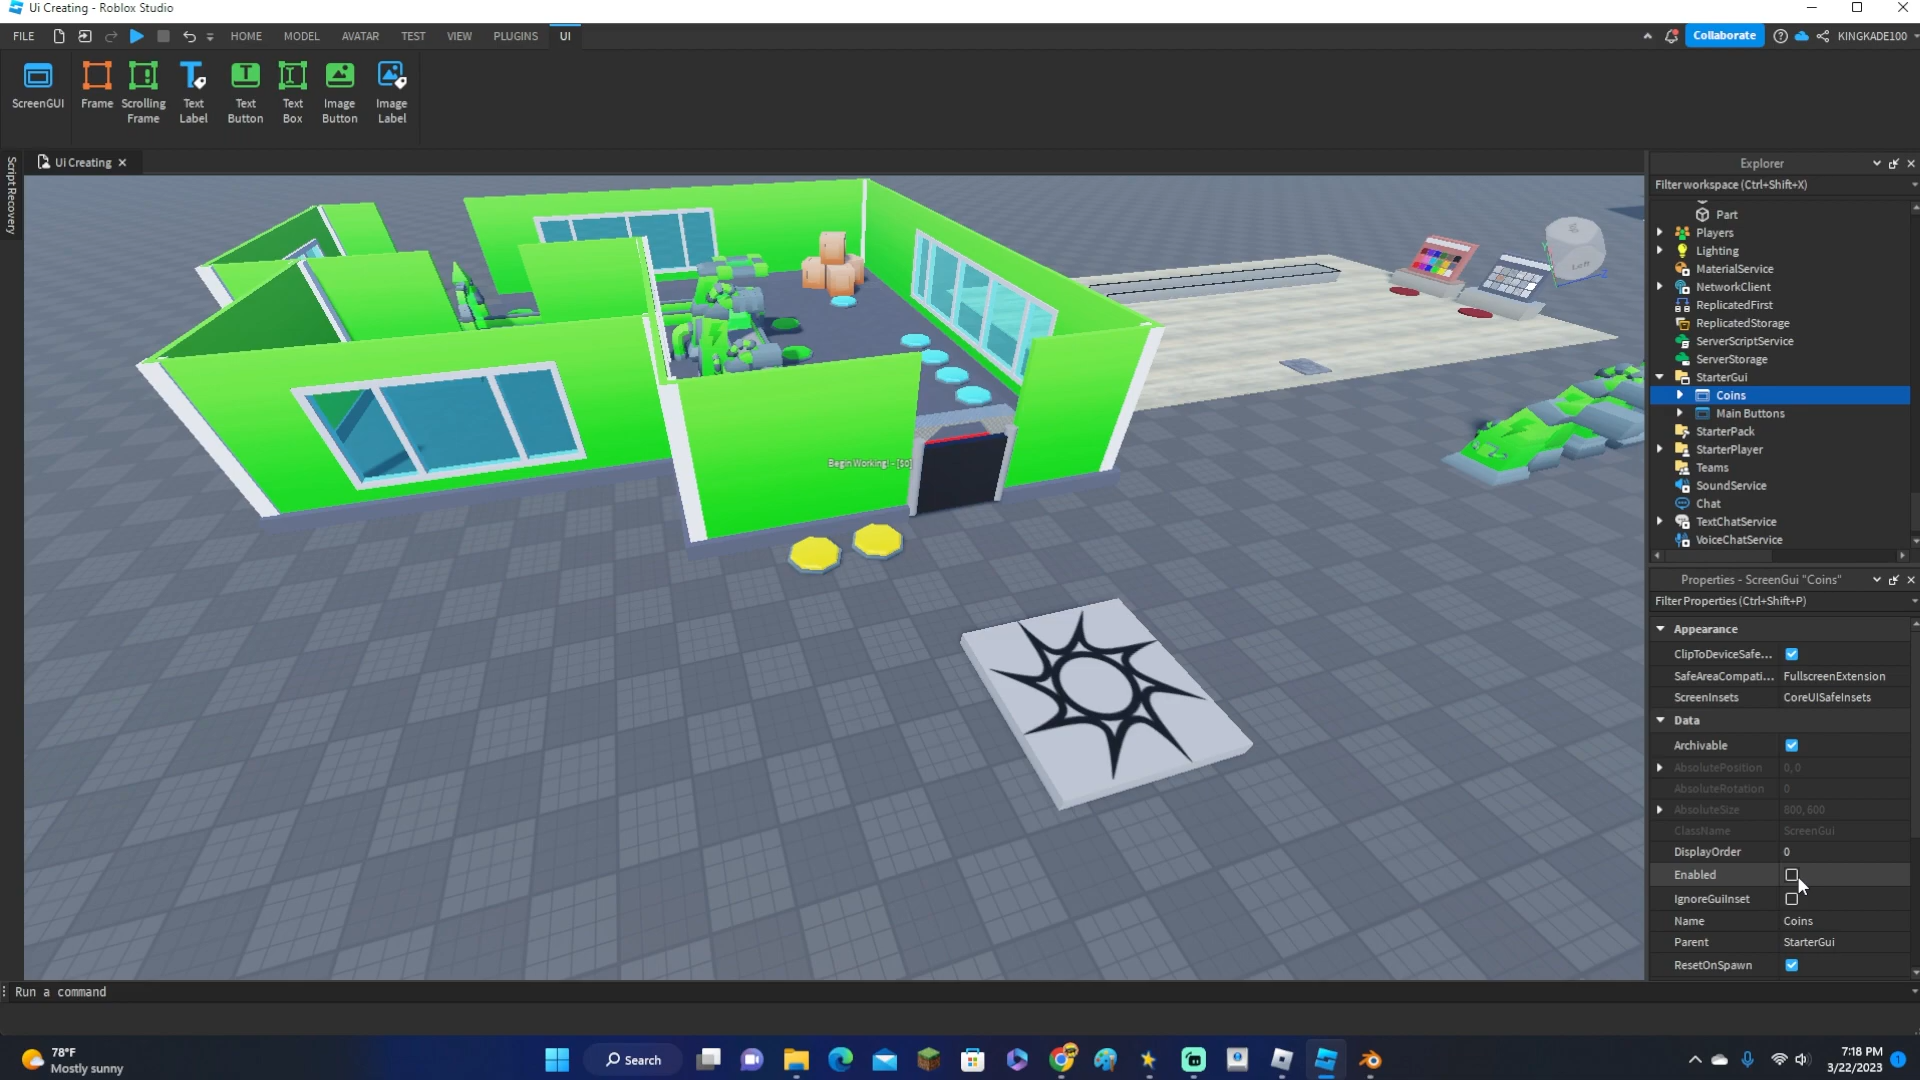 Ui Creating - Roblox Studio
FILE HOME MODEL AVATAR TEST VIEW PLUGINS UI Collaborate KINGKADE100
ScreenGUI Frame Scrolling Frame Text Label Text Button Text Box Image Button Image Label
Script Recovery
Ui Creating
Begin Working! - [$0]
Left
Explorer
Filter workspace (Ctrl+Shift+X)
Part
Players
Lighting
MaterialService
NetworkClient
ReplicatedFirst
ReplicatedStorage
ServerScriptService
ServerStorage
StarterGui
Coins
Main Buttons
StarterPack
StarterPlayer
Teams
SoundService
Chat
TextChatService
VoiceChatService
Properties - ScreenGui "Coins"
Filter Properties (Ctrl+Shift+P)
Appearance
ClipToDeviceSafe...
SafeAreaCompati... FullscreenExtension
ScreenInsets CoreUISafeInsets
Data
Archivable
AbsolutePosition 0, 0
AbsoluteRotation 0
AbsoluteSize 800, 600
ClassName ScreenGui
DisplayOrder 0
Enabled
IgnoreGuiInset
Name Coins
Parent StarterGui
ResetOnSpawn
Run a command
78°F
Mostly sunny
Search
7:18 PM
3/22/2023
1